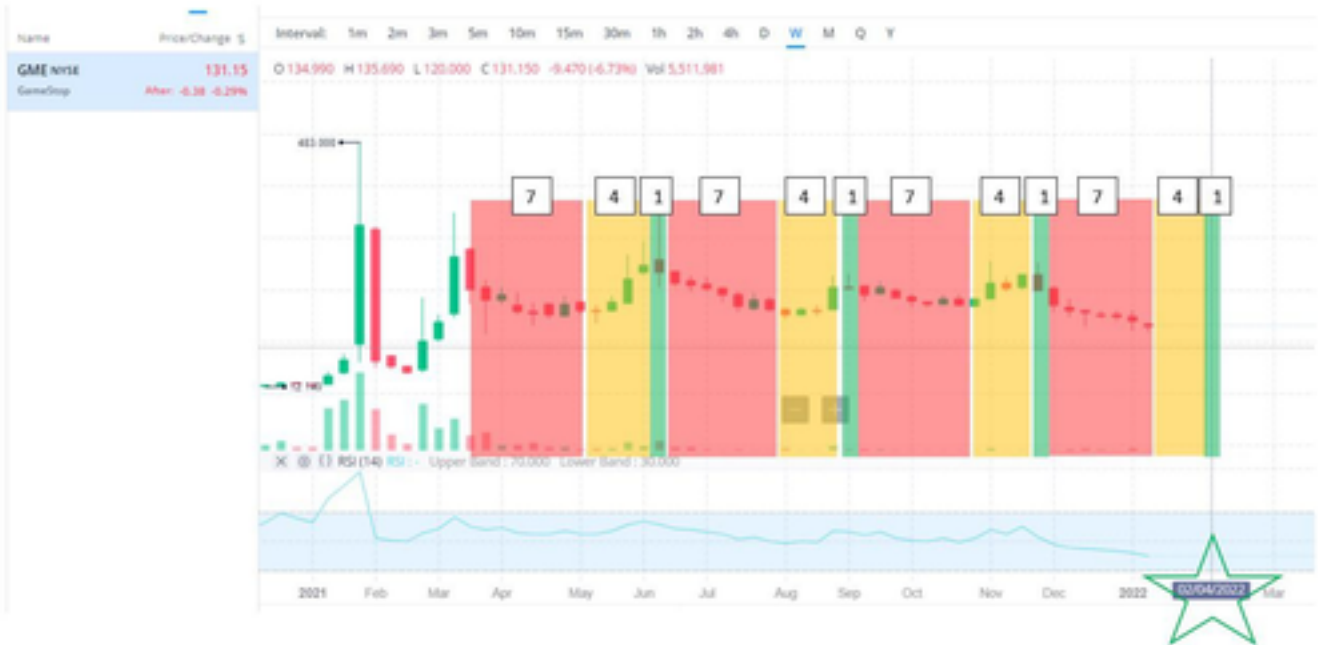 Name Price/Change
GME NYSE 131.15
GameStop After: -0.38 -0.29%
Interval: 1m 2m 3m 5m 10m 15m 30m 1h 2h 4h D W M Q Y
O 134.990 H 135.690 L 120.000 C 131.150 -9.470 (-6.73%) Vol 5,511,981
483.000
7 4 1 7 4 1 7 4 1 7 4 1
RSI (14) RSI : - Upper Band : 70.000 Lower Band : 30.000
2021 Feb Mar Apr May Jun Jul Aug Sep Oct Nov Dec 2022 02/04/2022 Mar